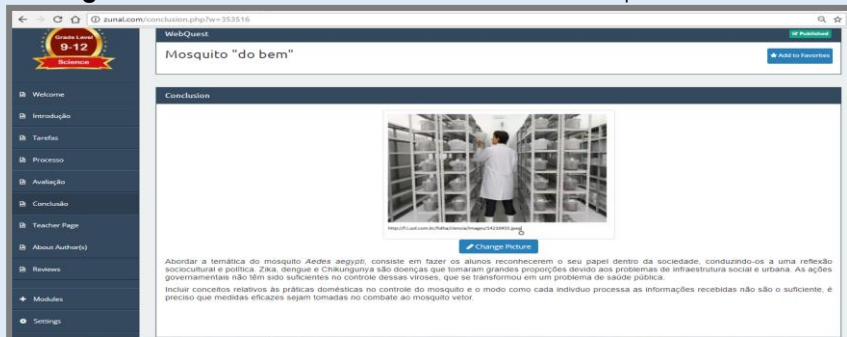 zunal.com/conclusion.php?w=353516
Grade Level
9-12
Science
WebQuest
Published
Mosquito "do bem"
Add to Favorites
Welcome
Introdução
Tarefas
Processo
Avaliação
Conclusão
Teacher Page
About Author(s)
Reviews
Modules
Settings
Conclusion
Change Picture
Abordar a temática do mosquito Aedes aegypti, consiste em fazer os alunos reconhecerem o seu papel dentro da sociedade, conduzindo-os a uma reflexão
sociocultural e política. Zika, dengue e Chikungunya são doenças que tomaram grandes proporções devido aos problemas de infraestrutura social e urbana. As ações
governamentais não têm sido suficientes no controle dessas viroses, que se transformou em um problema de saúde pública.
Incluir conceitos relativos às práticas domésticas no controle do mosquito e o modo como cada indivíduo processa as informações recebidas não são o suficiente, é
preciso que medidas eficazes sejam tomadas no combate ao mosquito vetor.